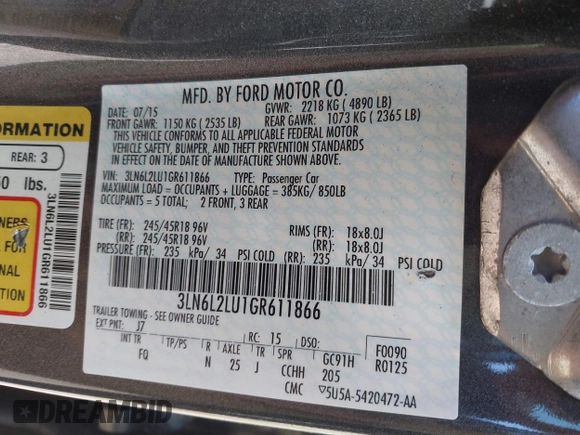 MFD. BY FORD MOTOR CO.
DATE: 07/15
GVWR: 2218 KG ( 4890 LB)
FRONT GAWR: 1150 KG ( 2535 LB)
REAR GAWR: 1073 KG ( 2365 LB)
THIS VEHICLE CONFORMS TO ALL APPLICABLE FEDERAL MOTOR
VEHICLE SAFETY, BUMPER, AND THEFT PREVENTION STANDARDS
IN EFFECT ON THE DATE OF MANUFACTURE SHOWN ABOVE.
VIN: 3LN6L2LU1GR611866 TYPE: Passenger Car
MAXIMUM LOAD = OCCUPANTS + LUGGAGE = 385KG/ 850LB
OCCUPANTS = 5 TOTAL; 2 FRONT, 3 REAR
TIRE (FR): 245/45R18 96V RIMS (FR): 18x8.0J
(RR): 245/45R18 96V (RR): 18x8.0J
PRESSURE (FR): 235 kPa/ 34 PSI COLD (RR): 235 kPa/ 34 PSI COLD
3LN6L2LU1GR611866
TRAILER TOWING - SEE OWNER GUIDE
EXT PNT: J7 RC: 15 DSO: F0090
INT TR TP/PS R AXLE TR SPR GC91H R0125
FQ N 25 J CCHH 205
CMC ▽5U5A-5420472-AA
ORMATION
REAR: 3
0 lbs.
OWNERS
FOR
ONAL
TION
3LN6L2LU1GR611866
DREAMBID